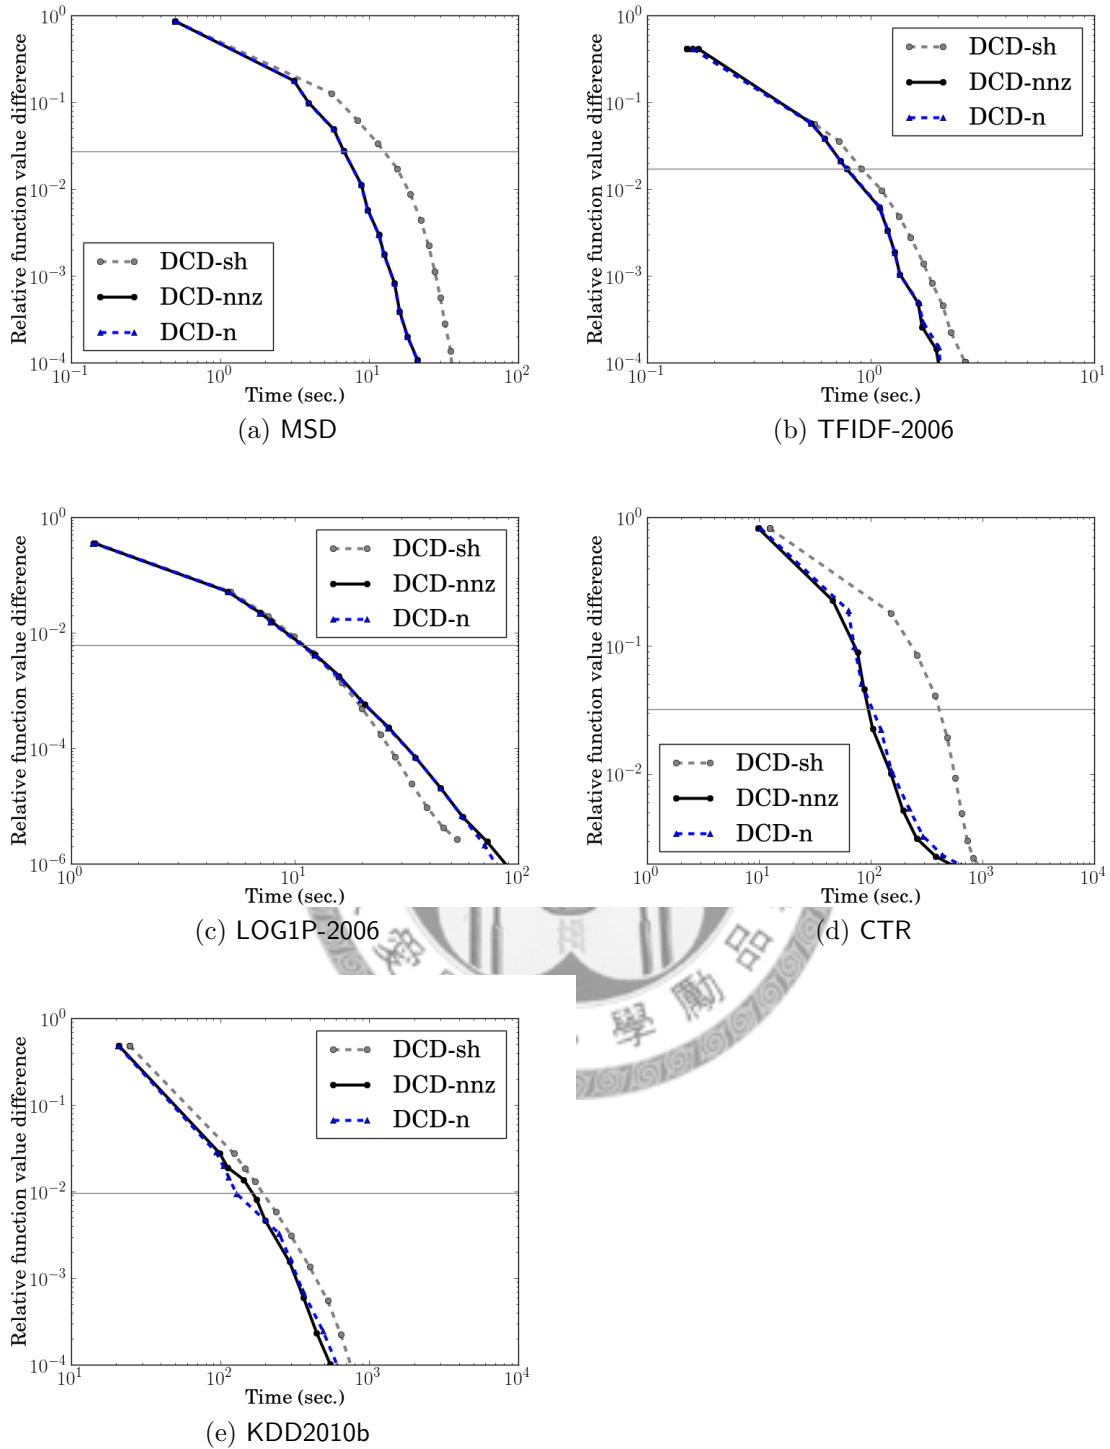 10^0
10^-1
10^-2
10^-3
10^-4
Relative function value difference
DCD-sh
DCD-nnz
DCD-n
10^-1
10^0
10^1
10^2
Time (sec.)
(a) MSD
10^0
10^-1
10^-2
10^-3
10^-4
Relative function value difference
DCD-sh
DCD-nnz
DCD-n
10^-1
10^0
10^1
Time (sec.)
(b) TFIDF-2006
10^0
10^-2
10^-4
10^-6
Relative function value difference
DCD-sh
DCD-nnz
DCD-n
10^0
10^1
10^2
Time (sec.)
(c) LOG1P-2006
10^0
10^-1
10^-2
Relative function value difference
DCD-sh
DCD-nnz
DCD-n
10^0
10^1
10^2
10^3
10^4
Time (sec.)
(d) CTR
愛
學 勵 品
10^0
10^-1
10^-2
10^-3
10^-4
Relative function value difference
DCD-sh
DCD-nnz
DCD-n
10^1
10^2
10^3
10^4
Time (sec.)
(e) KDD2010b